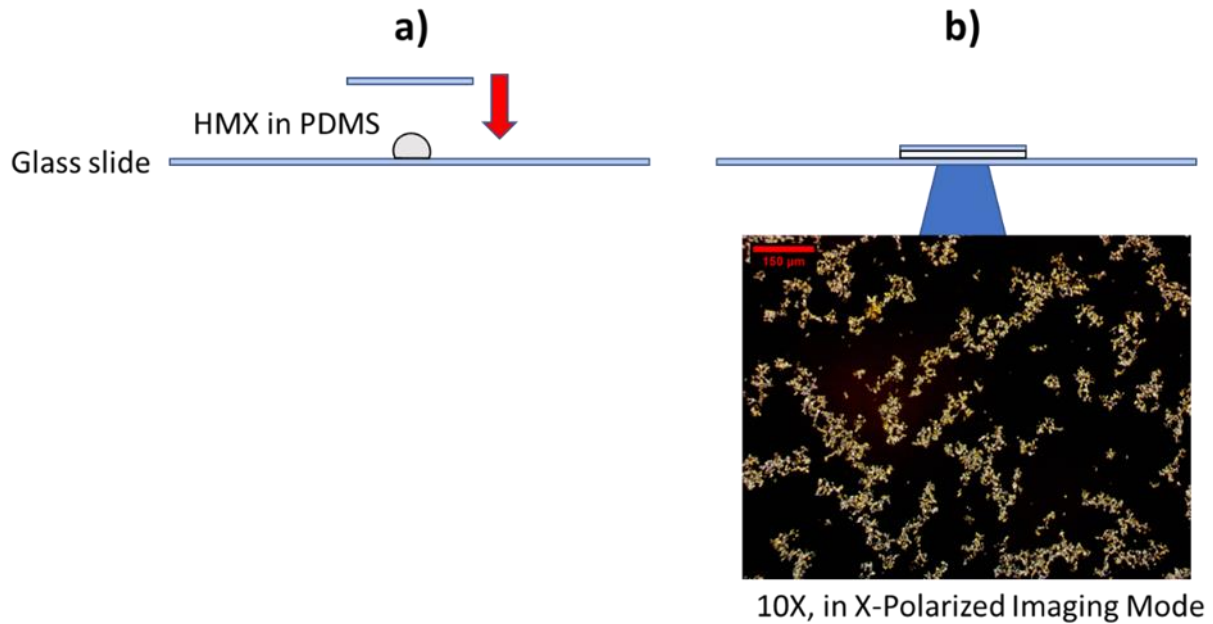 a)
b)
HMX in PDMS
Glass slide
150 µm
10X, in X-Polarized Imaging Mode